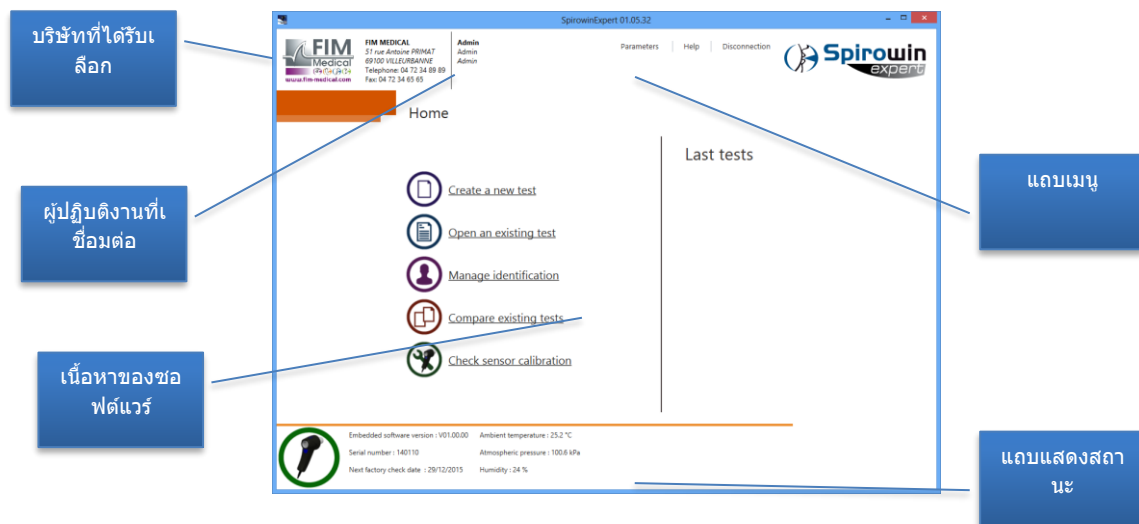 บริษัทที่ได้รับเ
ลือก
SpirowinExpert 01.05.32
FIM
Medical
www.fim-medical.com
FIM MEDICAL
51 rue Antoine PRIMAT
69100 VILLEURBANNE
Telephone: 04 72 34 89 89
Fax: 04 72 34 65 65
Admin
Admin
Admin
Parameters | Help | Disconnection
Spirowin
expert
Home
Last tests
แถบเมนู
ผู้ปฏิบติงานที่เ
ชื่อมต่อ
Create a new test
Open an existing test
Manage identification
Compare existing tests
Check sensor calibration
เนื้อหาของซอ
ฟต์แวร์
Embedded software version : V01.00.00 Ambient temperature : 25.2 °C
Serial number : 140110 Atmospheric pressure : 100.6 kPa
Next factory check date : 29/12/2015 Humidity : 24 %
แถบแสดงสถา
นะ